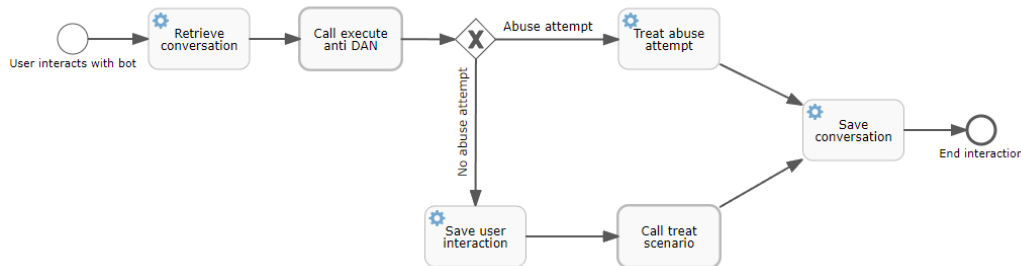 User interacts with bot
Retrieve
conversation
Call execute
anti DAN
X
Abuse attempt
Treat abuse
attempt
No abuse attempt
Save user
interaction
Call treat
scenario
Save
conversation
End interaction